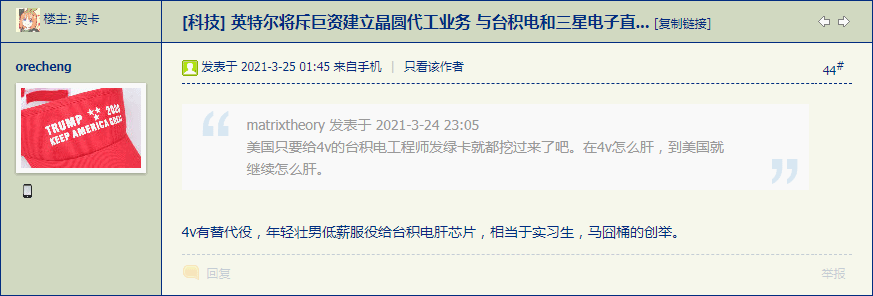 楼主: 契卡
[科技] 英特尔将斥巨资建立晶圆代工业务 与台积电和三星电子直... [复制链接]
orecheng
TRUMP
KEEP AMERICA GREAT
发表于 2021-3-25 01:45 来自手机 | 只看该作者
44#
matrixtheory 发表于 2021-3-24 23:05
美国只要给4v的台积电工程师发绿卡就都挖过来了吧。在4v怎么肝，到美国就
继续怎么肝。
4v有替代役，年轻壮男低薪服役给台积电肝芯片，相当于实习生，马囧桶的创举。
回复
举报